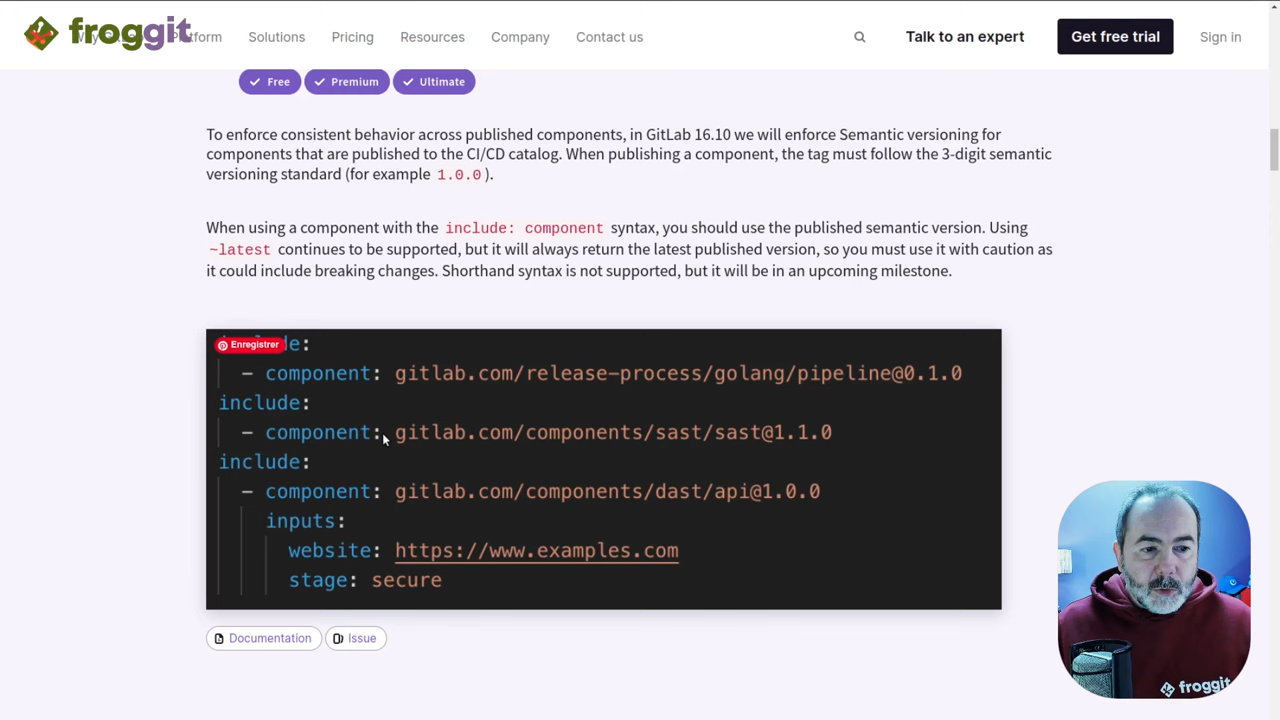 froggit
Platform
Solutions
Pricing
Resources
Company
Contact us
Talk to an expert
Get free trial
Sign in
Free
Premium
Ultimate
To enforce consistent behavior across published components, in GitLab 16.10 we will enforce Semantic versioning for
components that are published to the CI/CD catalog. When publishing a component, the tag must follow the 3-digit semantic
versioning standard (for example 1.0.0 ).
When using a component with the include: component syntax, you should use the published semantic version. Using
~latest continues to be supported, but it will always return the latest published version, so you must use it with caution as
it could include breaking changes. Shorthand syntax is not supported, but it will be in an upcoming milestone.
Enregistrer
- component: gitlab.com/release-process/golang/pipeline@0.1.0
include:
- component: gitlab.com/components/sast/sast@1.1.0
include:
- component: gitlab.com/components/dast/api@1.0.0
inputs:
website: https://www.examples.com
stage: secure
Documentation
Issue
froggit